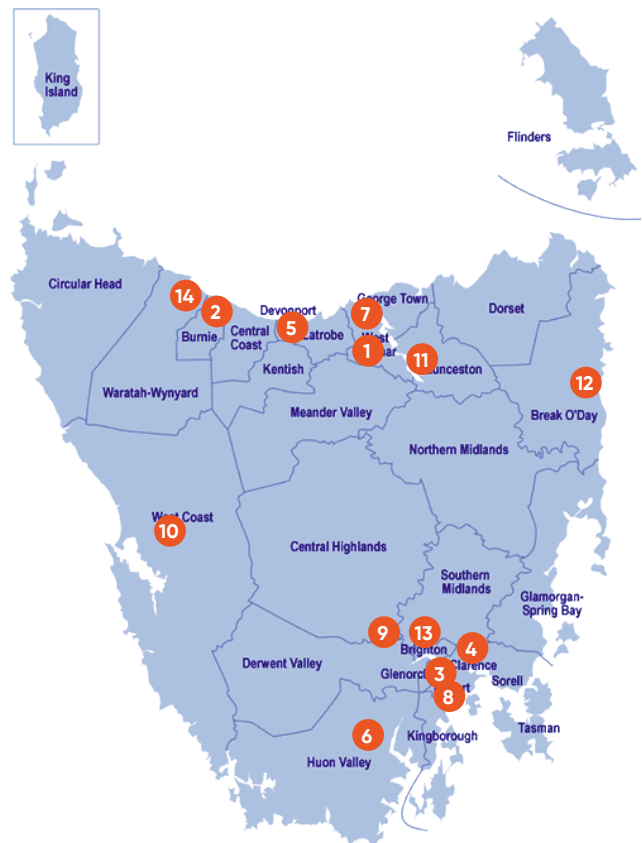 King
Island
Flinders
Circular Head
14
2
Burnie
Waratah-Wynyard
Central
Coast
Devonport
5
Latrobe
Kentish
7
George Town
West
1
11
Dorset
12
Break O'Day
Meander Valley
Northern Midlands
West Coast
10
Central Highlands
Southern
Midlands
Glamorgan-
Spring Bay
9
13
Brighton
4
Clarence
Derwent Valley
3
Sorell
8
6
Huon Valley
Kingborough
Tasman